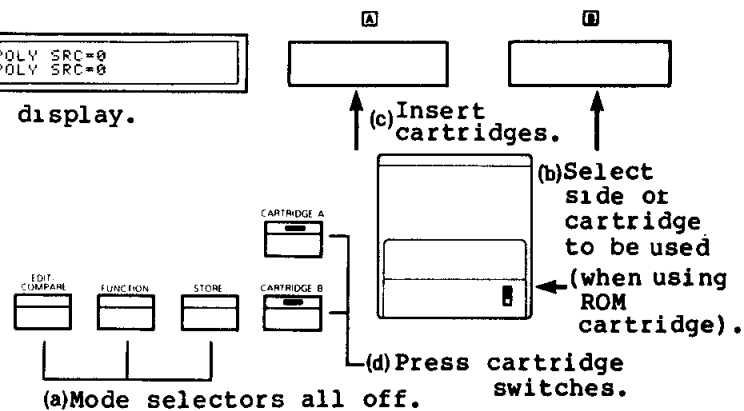 A
B
POLY SRC=0
POLY SRC=0
display.
(c) Insert
cartridges.
(b) Select
side or
cartridge
to be used
(when using
ROM
cartridge).
CARTRIDGE A
EDIT-
COMPARE
FUNCTION
STORE
CARTRIDGE B
(d) Press cartridge
switches.
(a) Mode selectors all off.